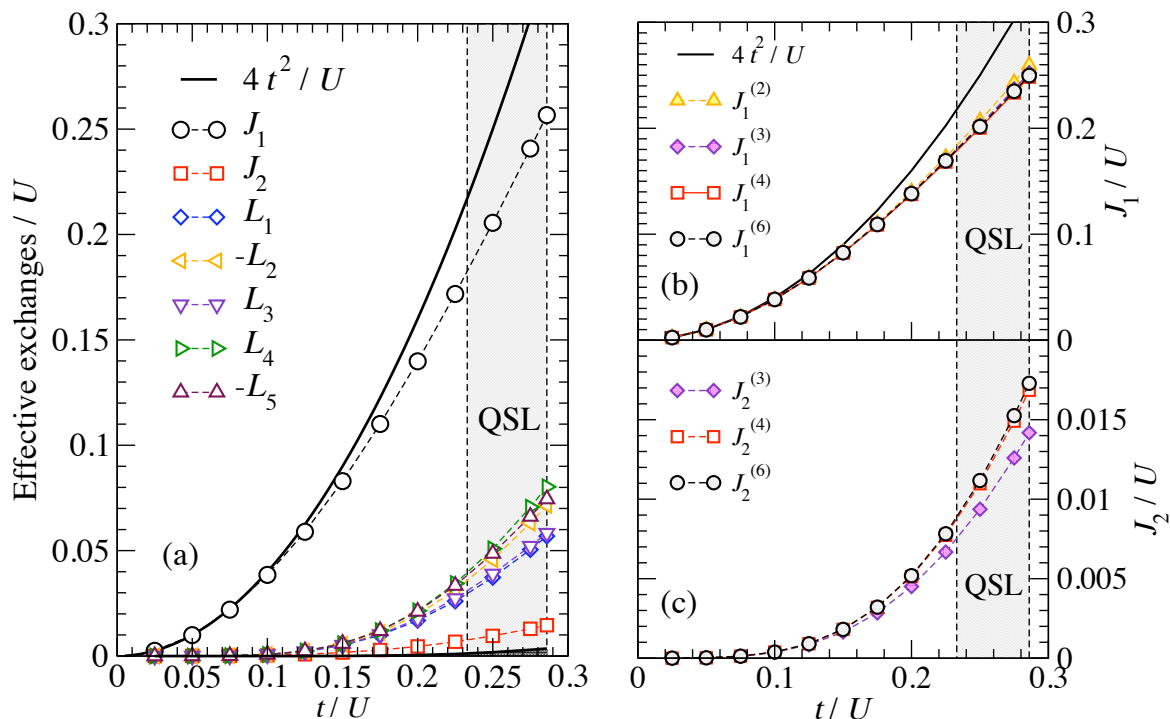 Effective exchanges / U
0.3
0.25
0.2
0.15
0.1
0.05
0
4 t² / U
J₁
J₂
L₁
-L₂
L₃
L₄
-L₅
QSL
(a)
0 0.05 0.1 0.15 0.2 0.25 0.3
t / U
4 t² / U
J₁⁽²⁾
J₁⁽³⁾
J₁⁽⁴⁾
J₁⁽⁶⁾
QSL
(b)
0.3
0.2
0.1
0
J₁ / U
J₂⁽³⁾
J₂⁽⁴⁾
J₂⁽⁶⁾
QSL
(c)
0.015
0.01
0.005
0
J₂ / U
0 0.1 0.2 0.3
t / U